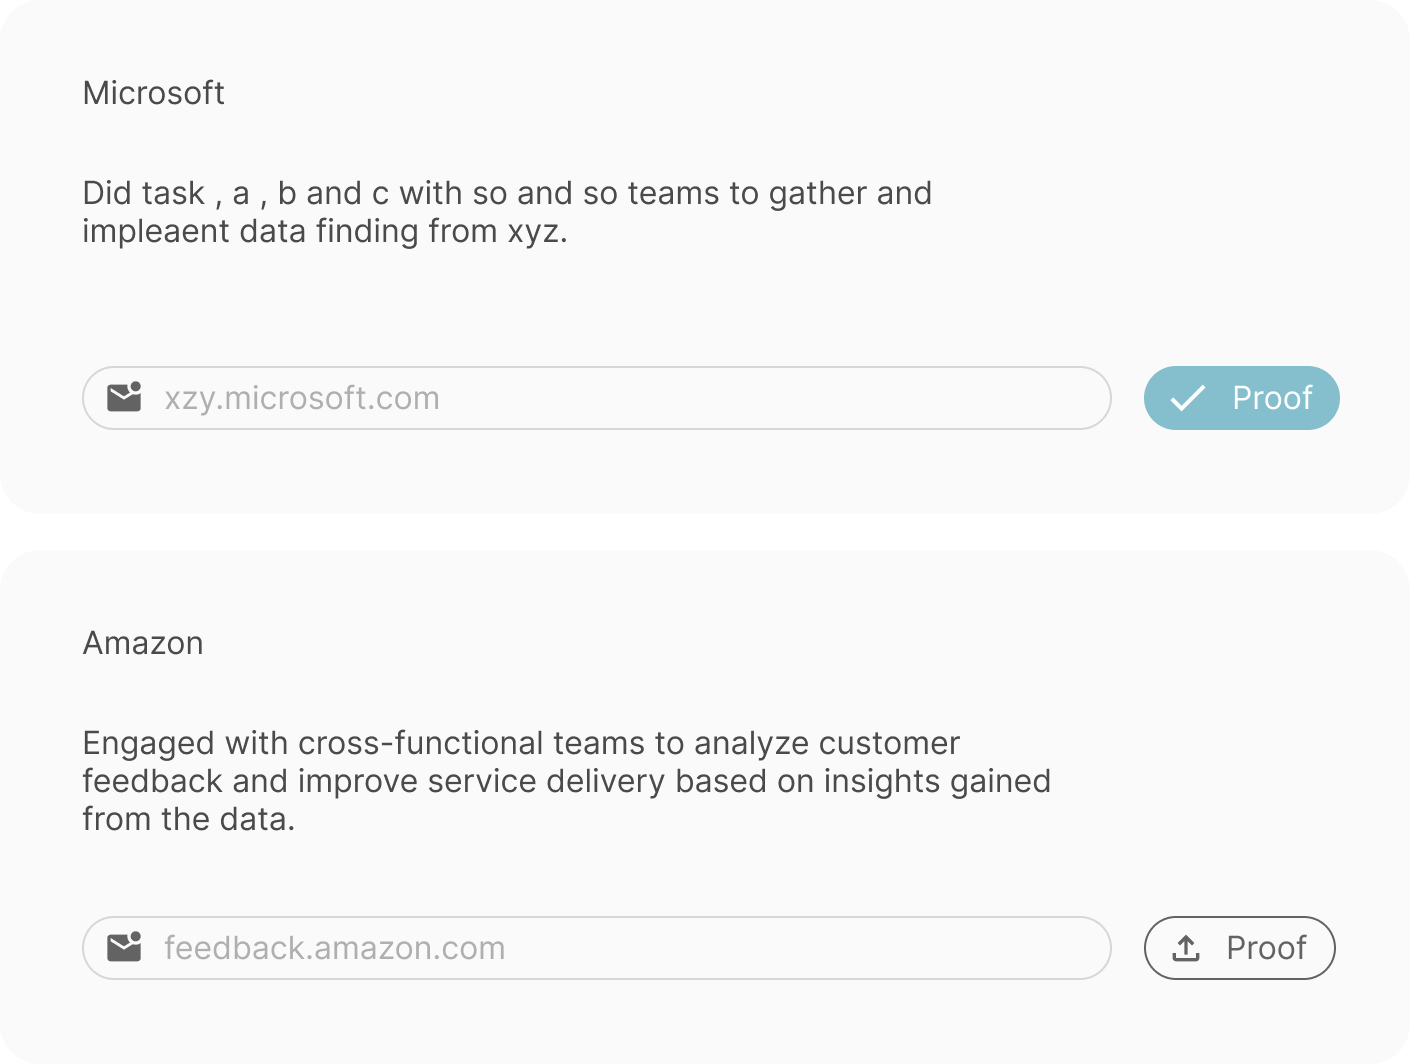 Microsoft
Did task , a , b and c with so and so teams to gather and
impleaent data finding from xyz.
xzy.microsoft.com
Proof
Amazon
Engaged with cross-functional teams to analyze customer
feedback and improve service delivery based on insights gained
from the data.
feedback.amazon.com
Proof